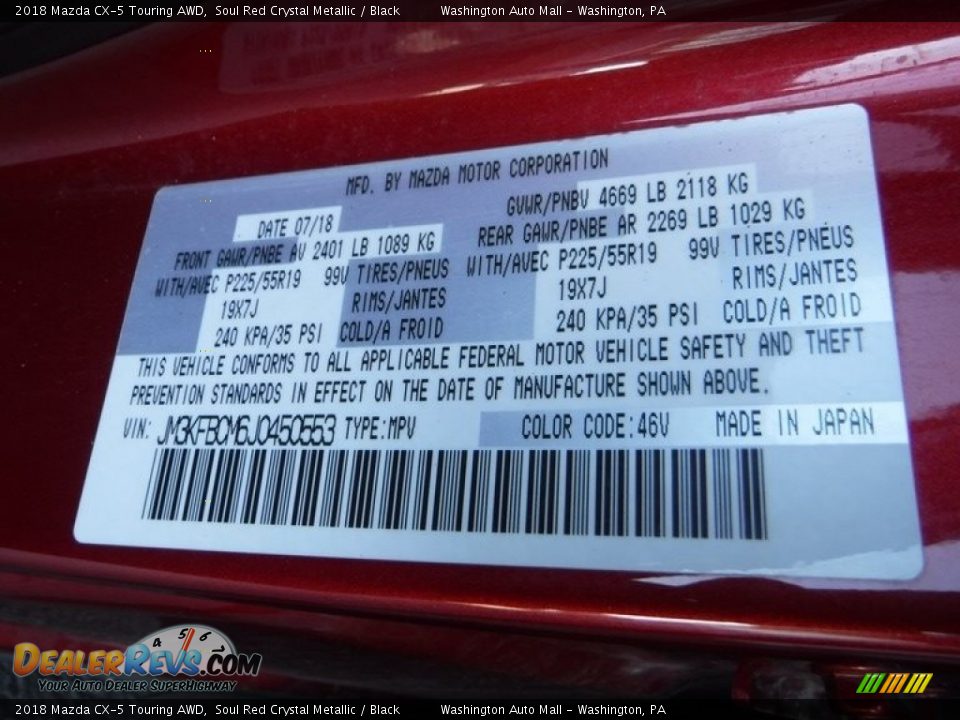 2018 Mazda CX-5 Touring AWD, Soul Red Crystal Metallic / Black Washington Auto Mall - Washington, PA
MFD. BY MAZDA MOTOR CORPORATION
DATE 07/18 GVWR/PNBV 4669 LB 2118 KG
FRONT GAWR/PNBE AV 2401 LB 1089 KG REAR GAWR/PNBE AR 2269 LB 1029 KG
WITH/AVEC P225/55R19 99V TIRES/PNEUS WITH/AVEC P225/55R19 99V TIRES/PNEUS
19X7J RIMS/JANTES 19X7J RIMS/JANTES
240 KPA/35 PSI COLD/A FROID 240 KPA/35 PSI COLD/A FROID
THIS VEHICLE CONFORMS TO ALL APPLICABLE FEDERAL MOTOR VEHICLE SAFETY AND THEFT
PREVENTION STANDARDS IN EFFECT ON THE DATE OF MANUFACTURE SHOWN ABOVE.
VIN: JM3KFBCM6J0450553 TYPE:MPV COLOR CODE:46V MADE IN JAPAN
4 5 6
DEALERREVS.COM
Your Auto Dealer SuperHighway
2018 Mazda CX-5 Touring AWD, Soul Red Crystal Metallic / Black Washington Auto Mall - Washington, PA